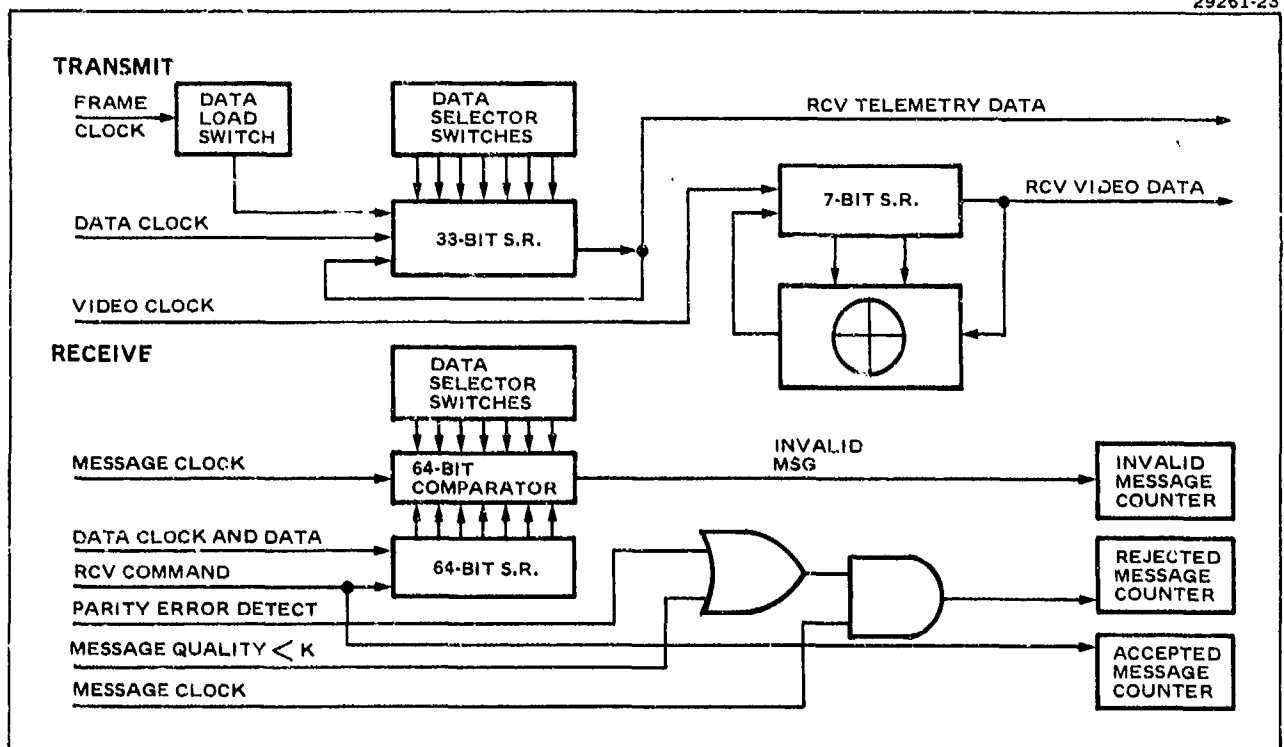 29261-23
TRANSMIT
FRAME
CLOCK
DATA
LOAD
SWITCH
DATA
SELECTOR
SWITCHES
RCV TELEMETRY DATA
DATA CLOCK
33-BIT S.R.
7-BIT S.R.
RCV VIDEO DATA
VIDEO CLOCK
RECEIVE
DATA
SELECTOR
SWITCHES
MESSAGE CLOCK
64-BIT
COMPARATOR
INVALID
MSG
INVALID
MESSAGE
COUNTER
DATA CLOCK AND DATA
RCV COMMAND
64-BIT S.R.
PARITY ERROR DETECT
REJECTED
MESSAGE
COUNTER
MESSAGE QUALITY < K
MESSAGE CLOCK
ACCEPTED
MESSAGE
COUNTER